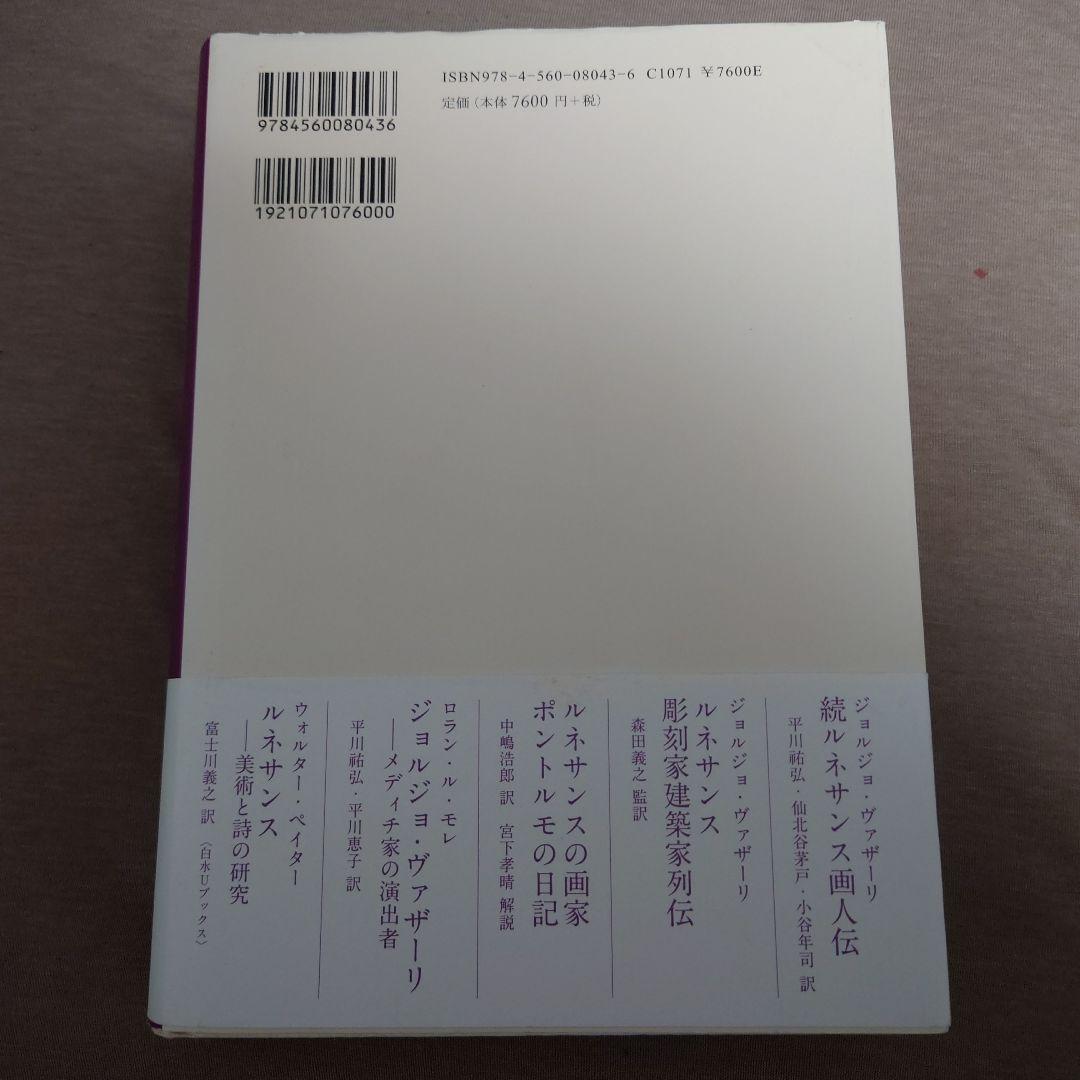 ISBN978-4-560-08043-6 C1071 ¥7600E
定価(本体7600円+税)
9784560080436
1921071076000
ジョルジョ・ヴァザーリ
続ルネサンス画人伝
平川祐弘・仙北谷茅戸・小谷年司 訳
ジョルジョ・ヴァザーリ
ルネサンス
彫刻家建築家列伝
森田義之 監訳
ルネサンスの画家
ポントルモの日記
中嶋浩郎 訳 宮下孝晴 解説
ロラン・ル・モレ
ジョルジョ・ヴァザーリ
——メディチ家の演出者
平川祐弘・平川恵子 訳
ウォルター・ペイター
ルネサンス
——美術と詩の研究
富士川義之 訳 〈白水Uブックス〉